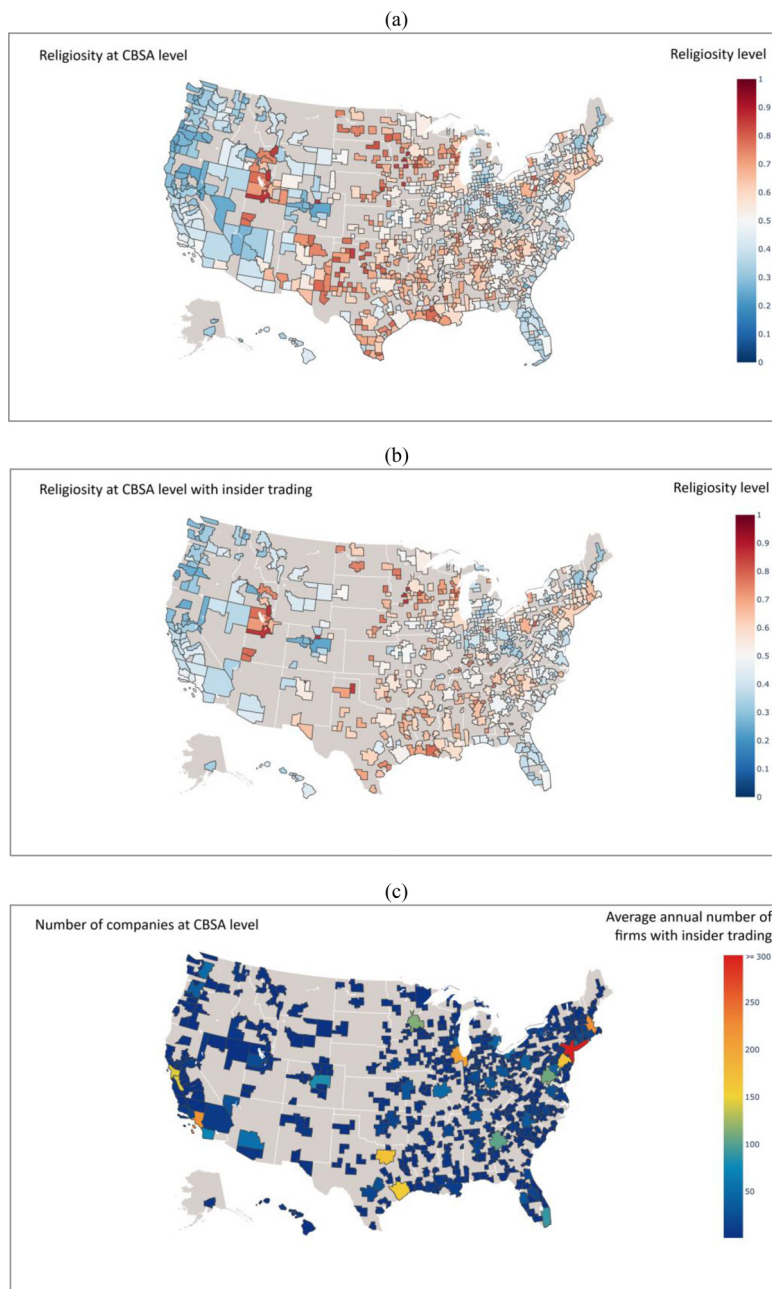 (a)
Religiosity at CBSA level
Religiosity level
1
0.9
0.8
0.7
0.6
0.5
0.4
0.3
0.2
0.1
0
(b)
Religiosity at CBSA level with insider trading
Religiosity level
1
0.9
0.8
0.7
0.6
0.5
0.4
0.3
0.2
0.1
0
(c)
Number of companies at CBSA level
Average annual number of
firms with insider trading
>= 300
250
200
150
100
50